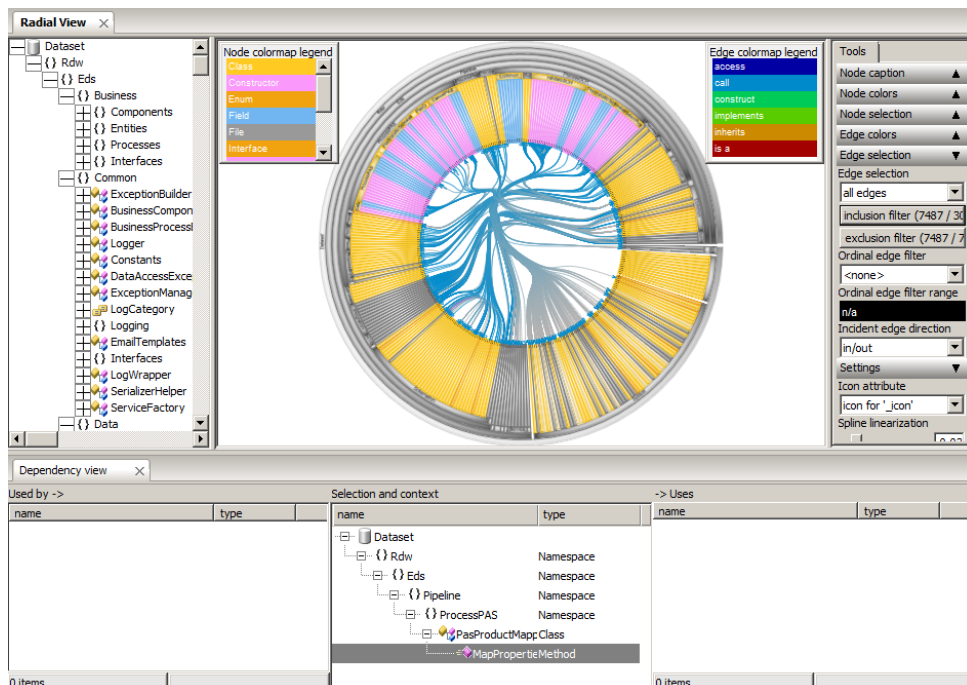 Radial View
Dataset
{} Rdw
{} Eds
{} Business
{} Components
{} Entities
{} Processes
{} Interfaces
{} Common
ExceptionBuilder
BusinessCompon
BusinessProcessI
Logger
Constants
DataAccessExce
ExceptionManag
LogCategory
{} Logging
EmailTemplates
{} Interfaces
LogWrapper
SerializerHelper
ServiceFactory
{} Data
Node colormap legend
Class
Constructor
Enum
Field
File
Interface
Edge colormap legend
access
call
construct
implements
inherits
is a
Tools
Node caption
Node colors
Node selection
Edge colors
Edge selection
Edge selection
all edges
inclusion filter (7487 / 30
exclusion filter (7487 / 7
Ordinal edge filter
<none>
Ordinal edge filter range
n/a
Incident edge direction
in/out
Settings
Icon attribute
icon for '_icon'
Spline linearization
Dependency view
Used by ->
name type
0 items
Selection and context
name type
Dataset
{} Rdw Namespace
{} Eds Namespace
{} Pipeline Namespace
{} ProcessPAS Namespace
PasProductMapp Class
MapPropertie Method
-> Uses
name type
0 items